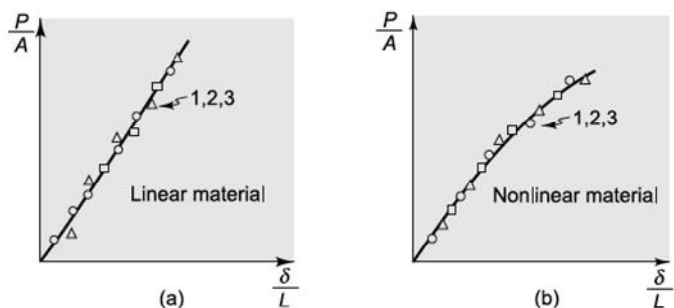 P/A
1,2,3
Linear material
δ/L
(a)
P/A
1,2,3
Nonlinear material
δ/L
(b)